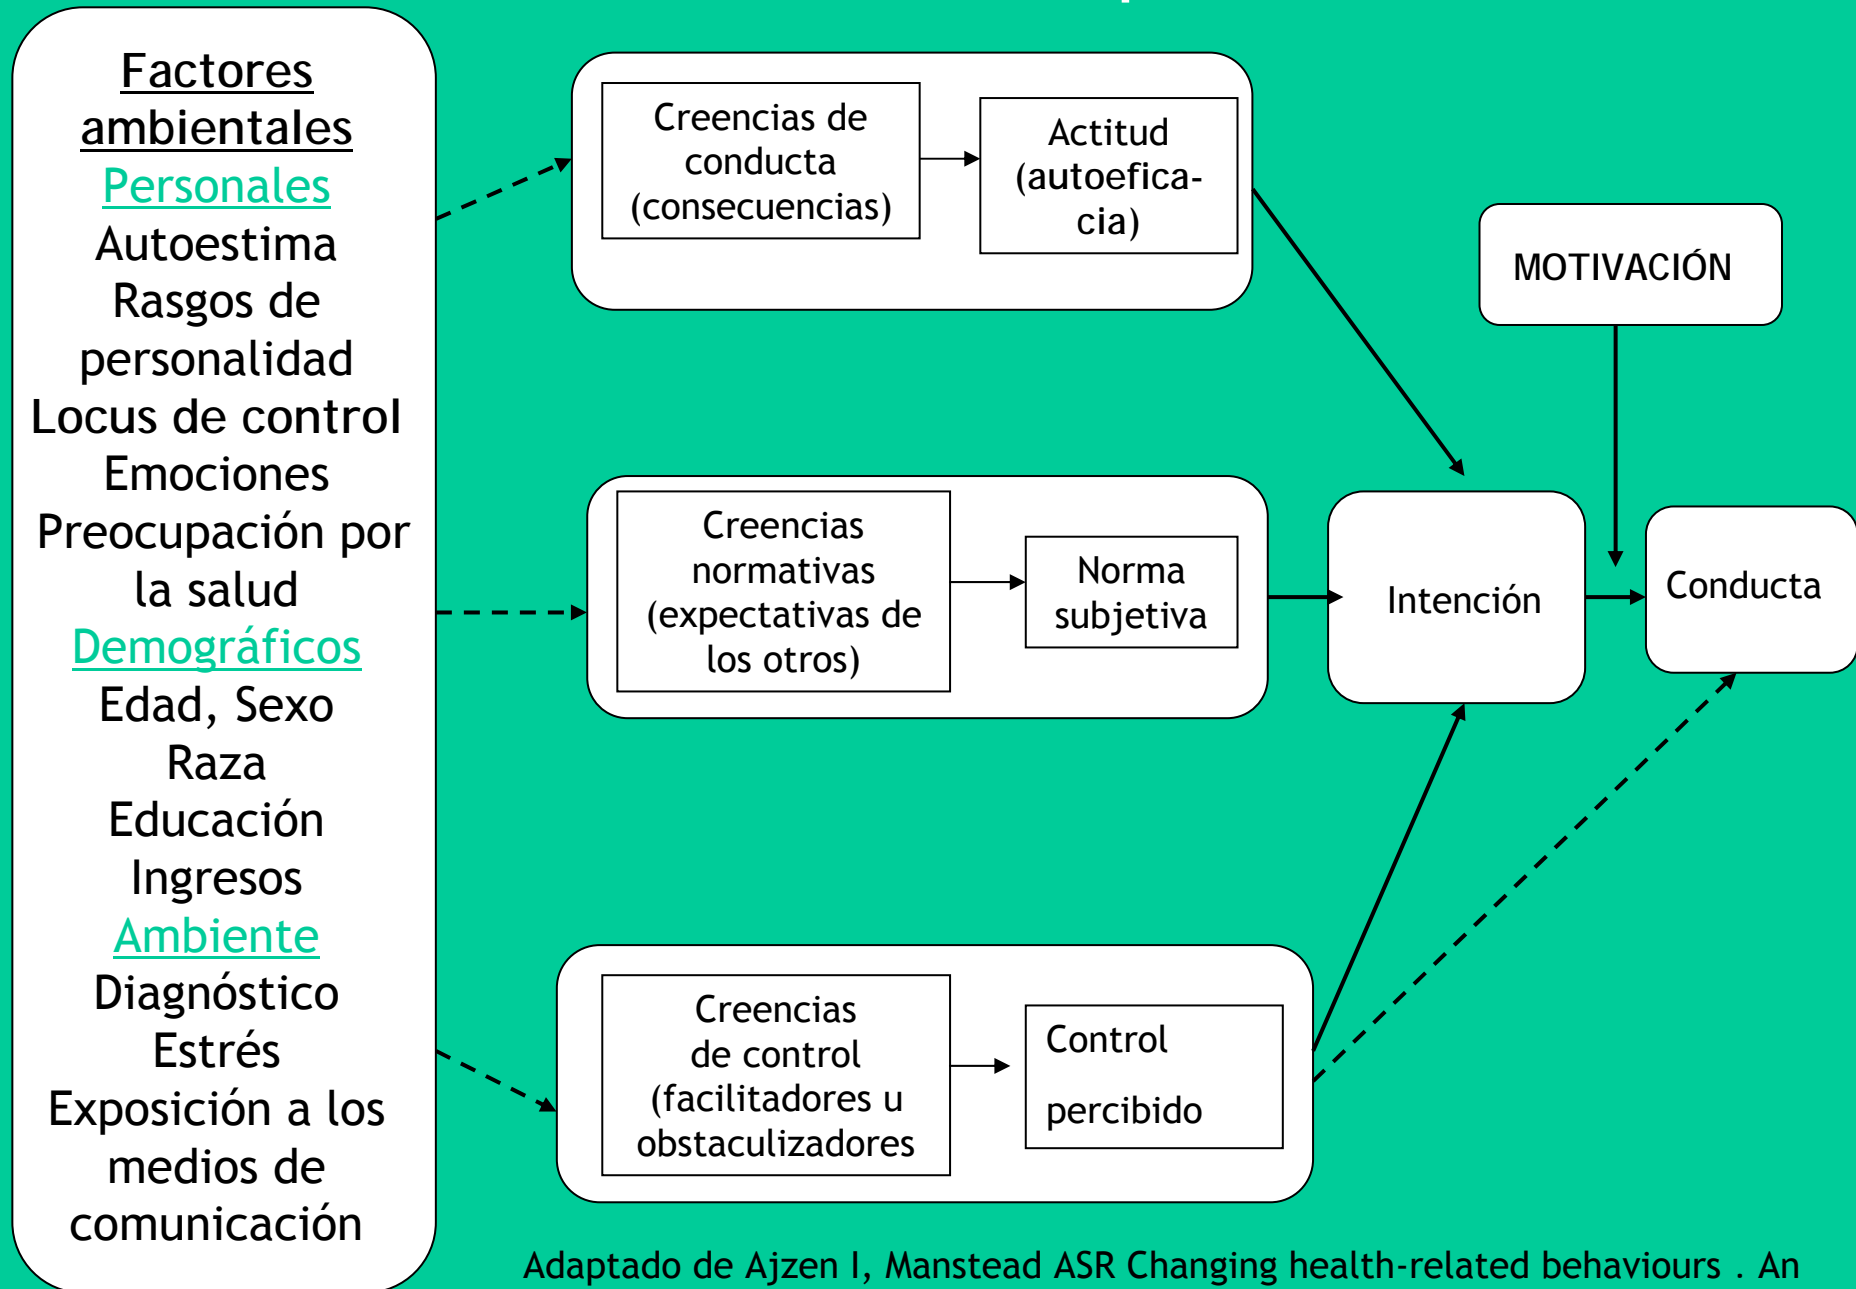 Factores
ambientales
Personales
Autoestima
Rasgos de
personalidad
Locus de control
Emociones
Preocupación por
la salud
Demográficos
Edad, Sexo
Raza
Educación
Ingresos
Ambiente
Diagnóstico
Estrés
Exposición a los
medios de
comunicación
Creencias de
conducta
(consecuencias)
Actitud
(autoefica-
cia)
Creencias
normativas
(expectativas de
los otros)
Norma
subjetiva
Creencias
de control
(facilitadores u
obstaculizadores
Control
percibido
Intención
MOTIVACIÓN
Conducta
Adaptado de Ajzen I, Manstead ASR Changing health-related behaviours . An